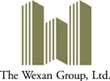 The Wexan Group, Ltd.